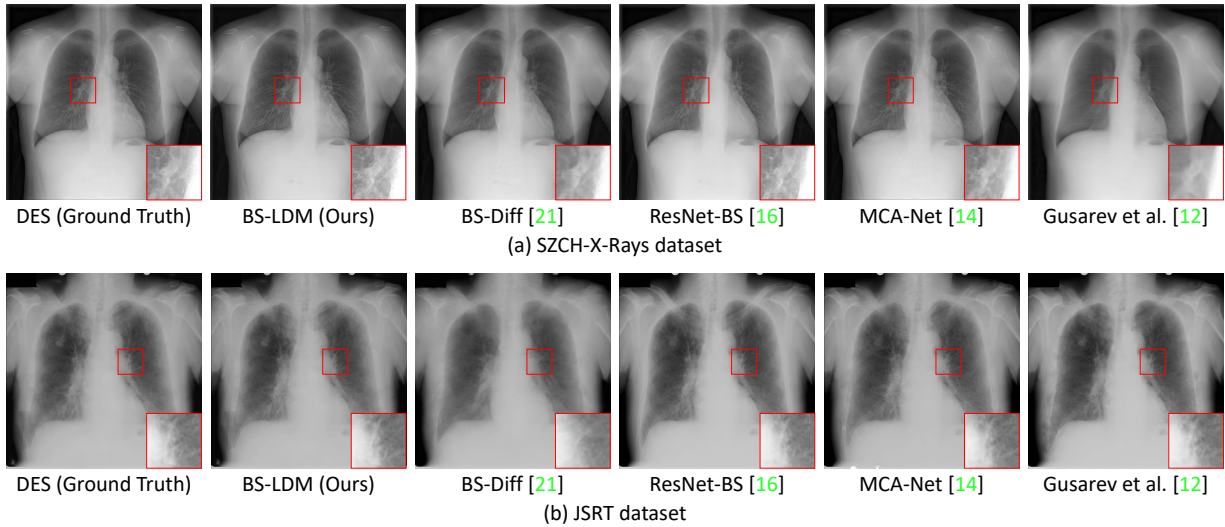 DES (Ground Truth) BS-LDM (Ours) BS-Diff [21] ResNet-BS [16] MCA-Net [14] Gusarev et al. [12]
(a) SZCH-X-Rays dataset
DES (Ground Truth) BS-LDM (Ours) BS-Diff [21] ResNet-BS [16] MCA-Net [14] Gusarev et al. [12]
(b) JSRT dataset